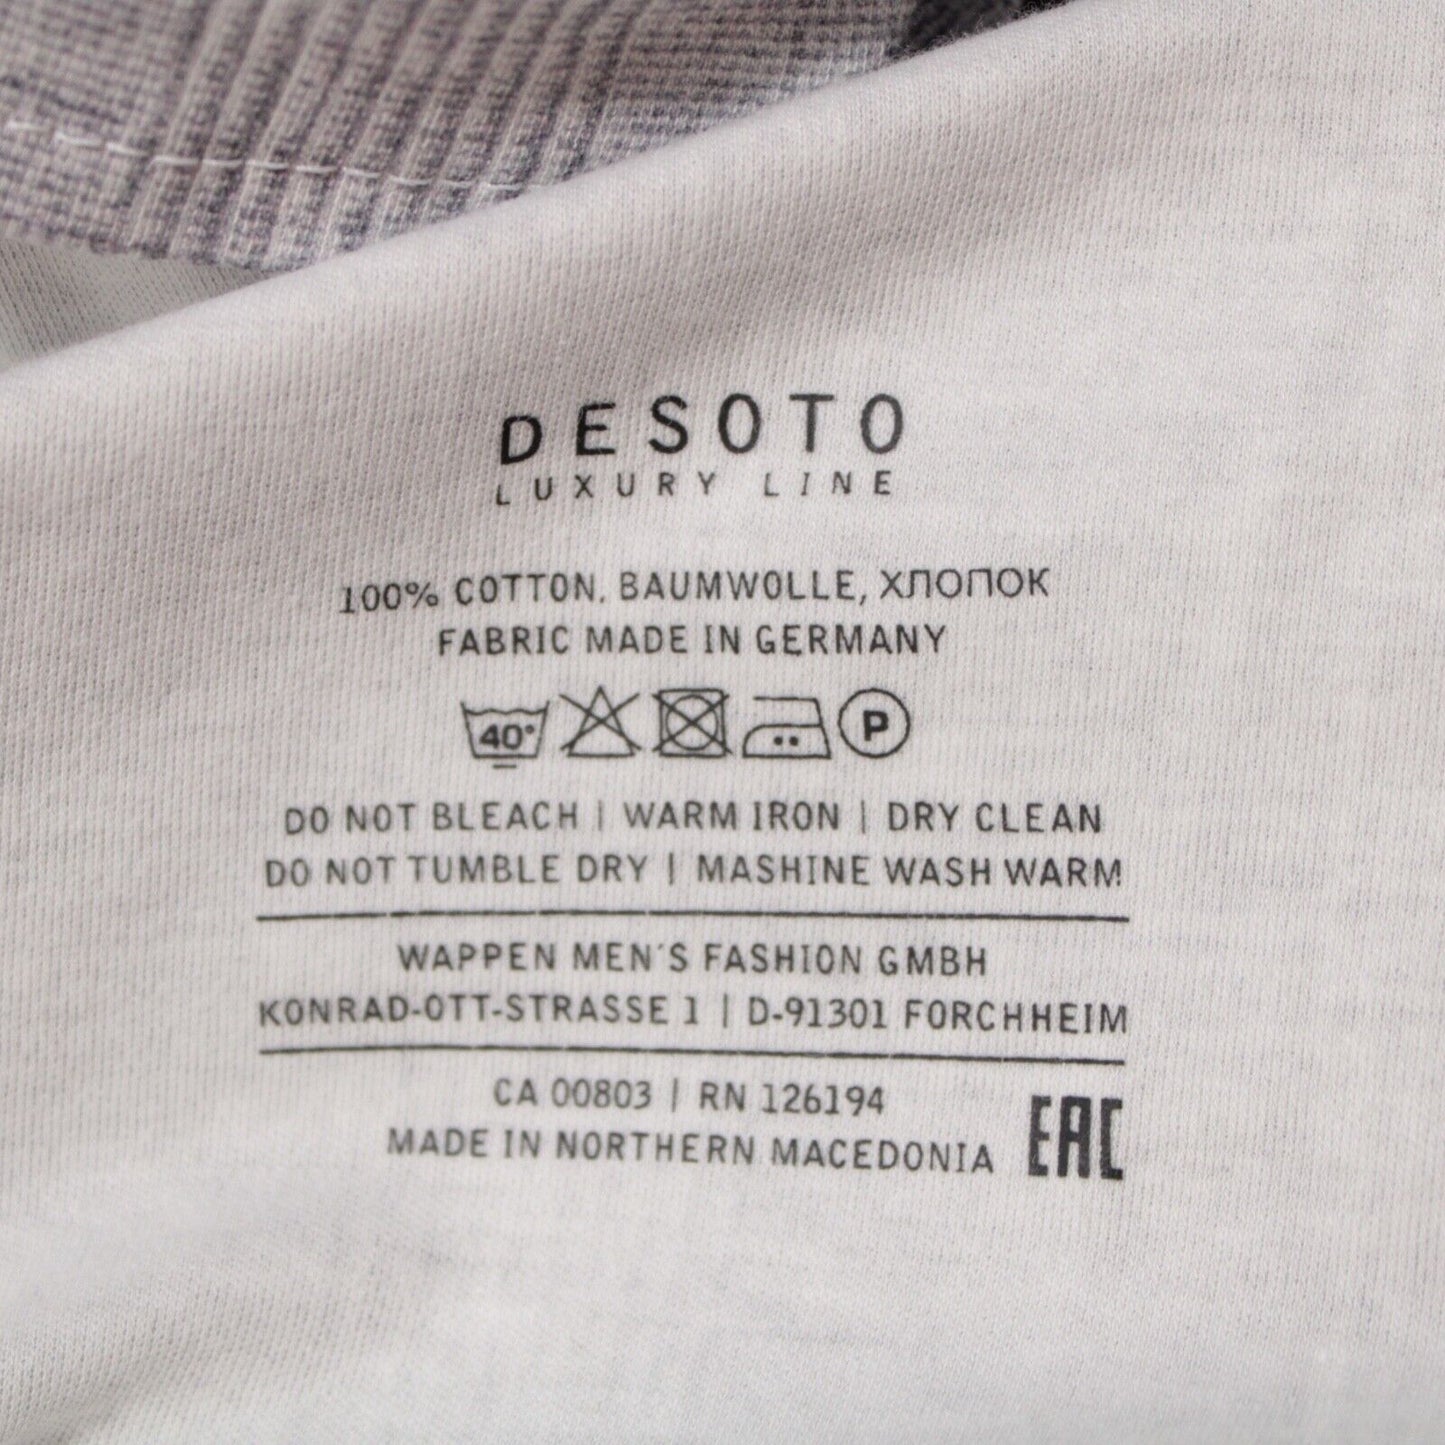 DESOTO
LUXURY LINE
100% COTTON, BAUMWOLLE, ХЛОПОК
FABRIC MADE IN GERMANY
40° P
DO NOT BLEACH | WARM IRON | DRY CLEAN
DO NOT TUMBLE DRY | MASHINE WASH WARM
WAPPEN MEN´S FASHION GMBH
KONRAD-OTT-STRASSE 1 | D-91301 FORCHHEIM
CA 00803 | RN 126194
MADE IN NORTHERN MACEDONIA
EAC